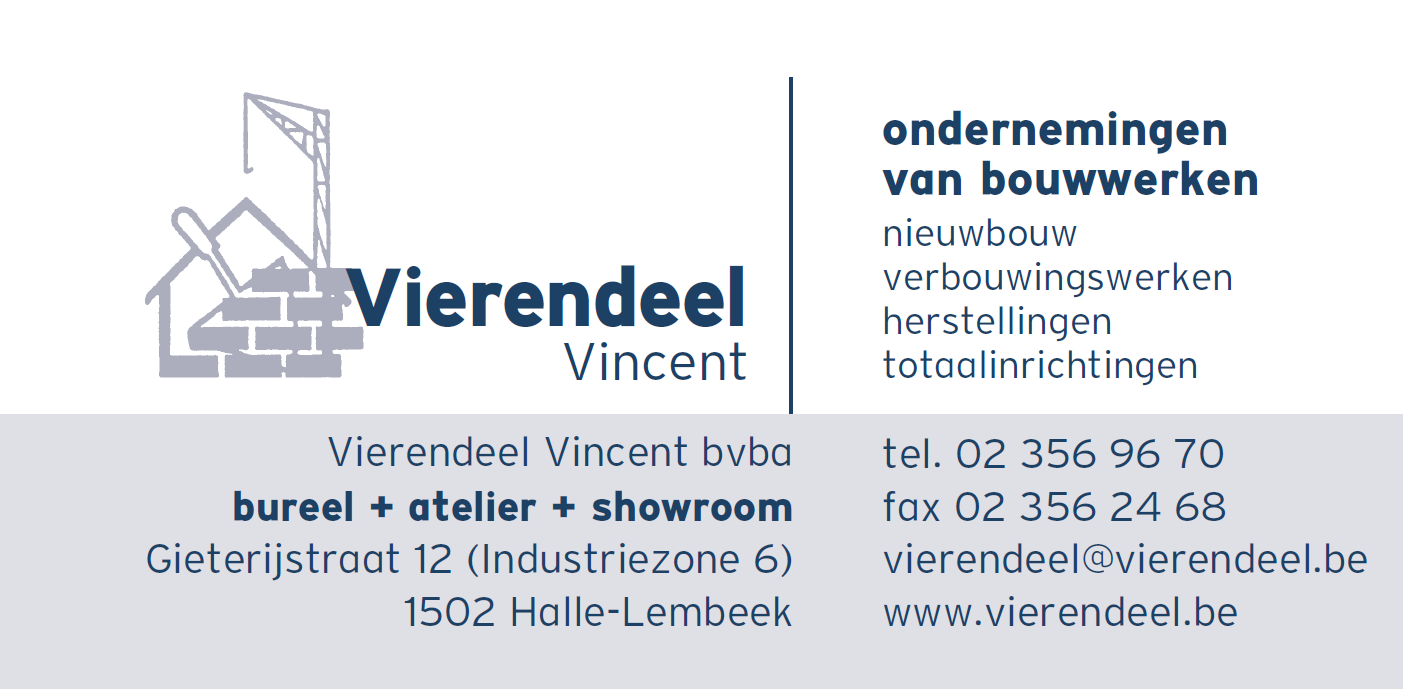 Vierendeel
Vincent
ondernemingen
van bouwwerken
nieuwbouw
verbouwingswerken
herstellingen
totaalinrichtingen
Vierendeel Vincent bvba
bureel + atelier + showroom
Gieterijstraat 12 (Industriezone 6)
1502 Halle-Lembeek
tel. 02 356 96 70
fax 02 356 24 68
vierendeel@vierendeel.be
www.vierendeel.be